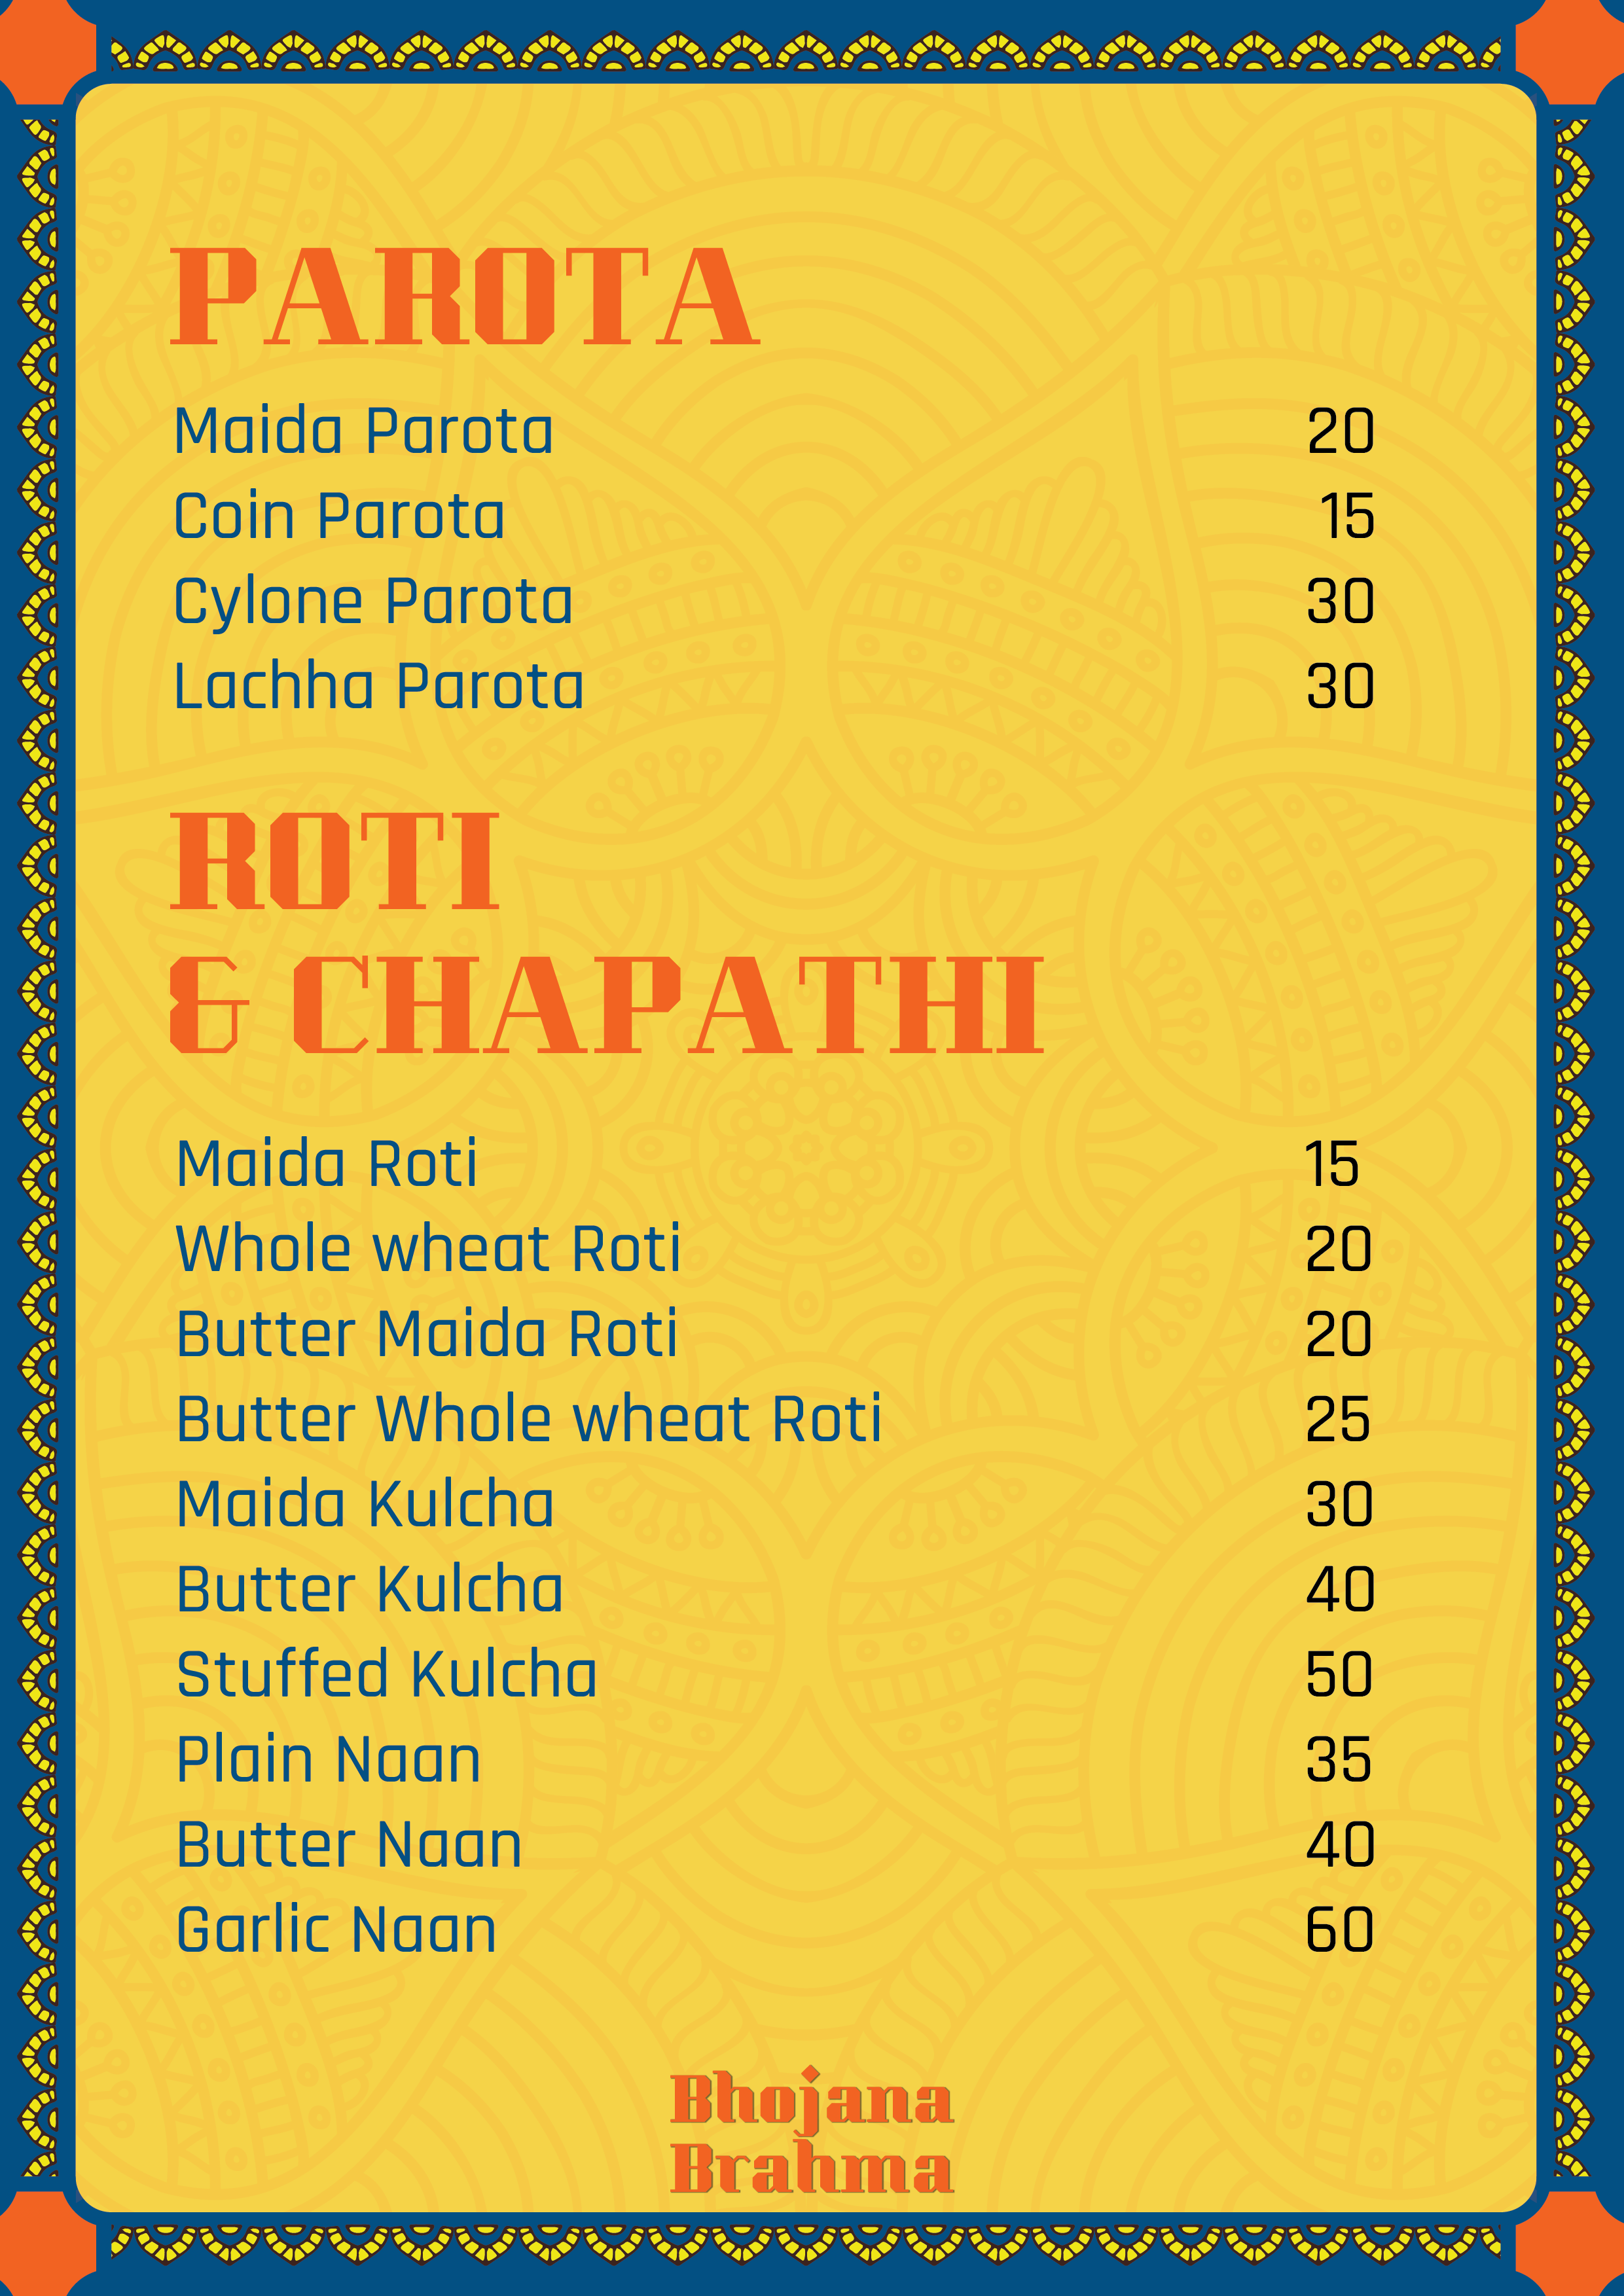 PAROTA
Maida Parota 20
Coin Parota 15
Cylone Parota 30
Lachha Parota 30
ROTI
& CHAPATHI
Maida Roti 15
Whole wheat Roti 20
Butter Maida Roti 20
Butter Whole wheat Roti 25
Maida Kulcha 30
Butter Kulcha 40
Stuffed Kulcha 50
Plain Naan 35
Butter Naan 40
Garlic Naan 60
Bhojana
Brahma